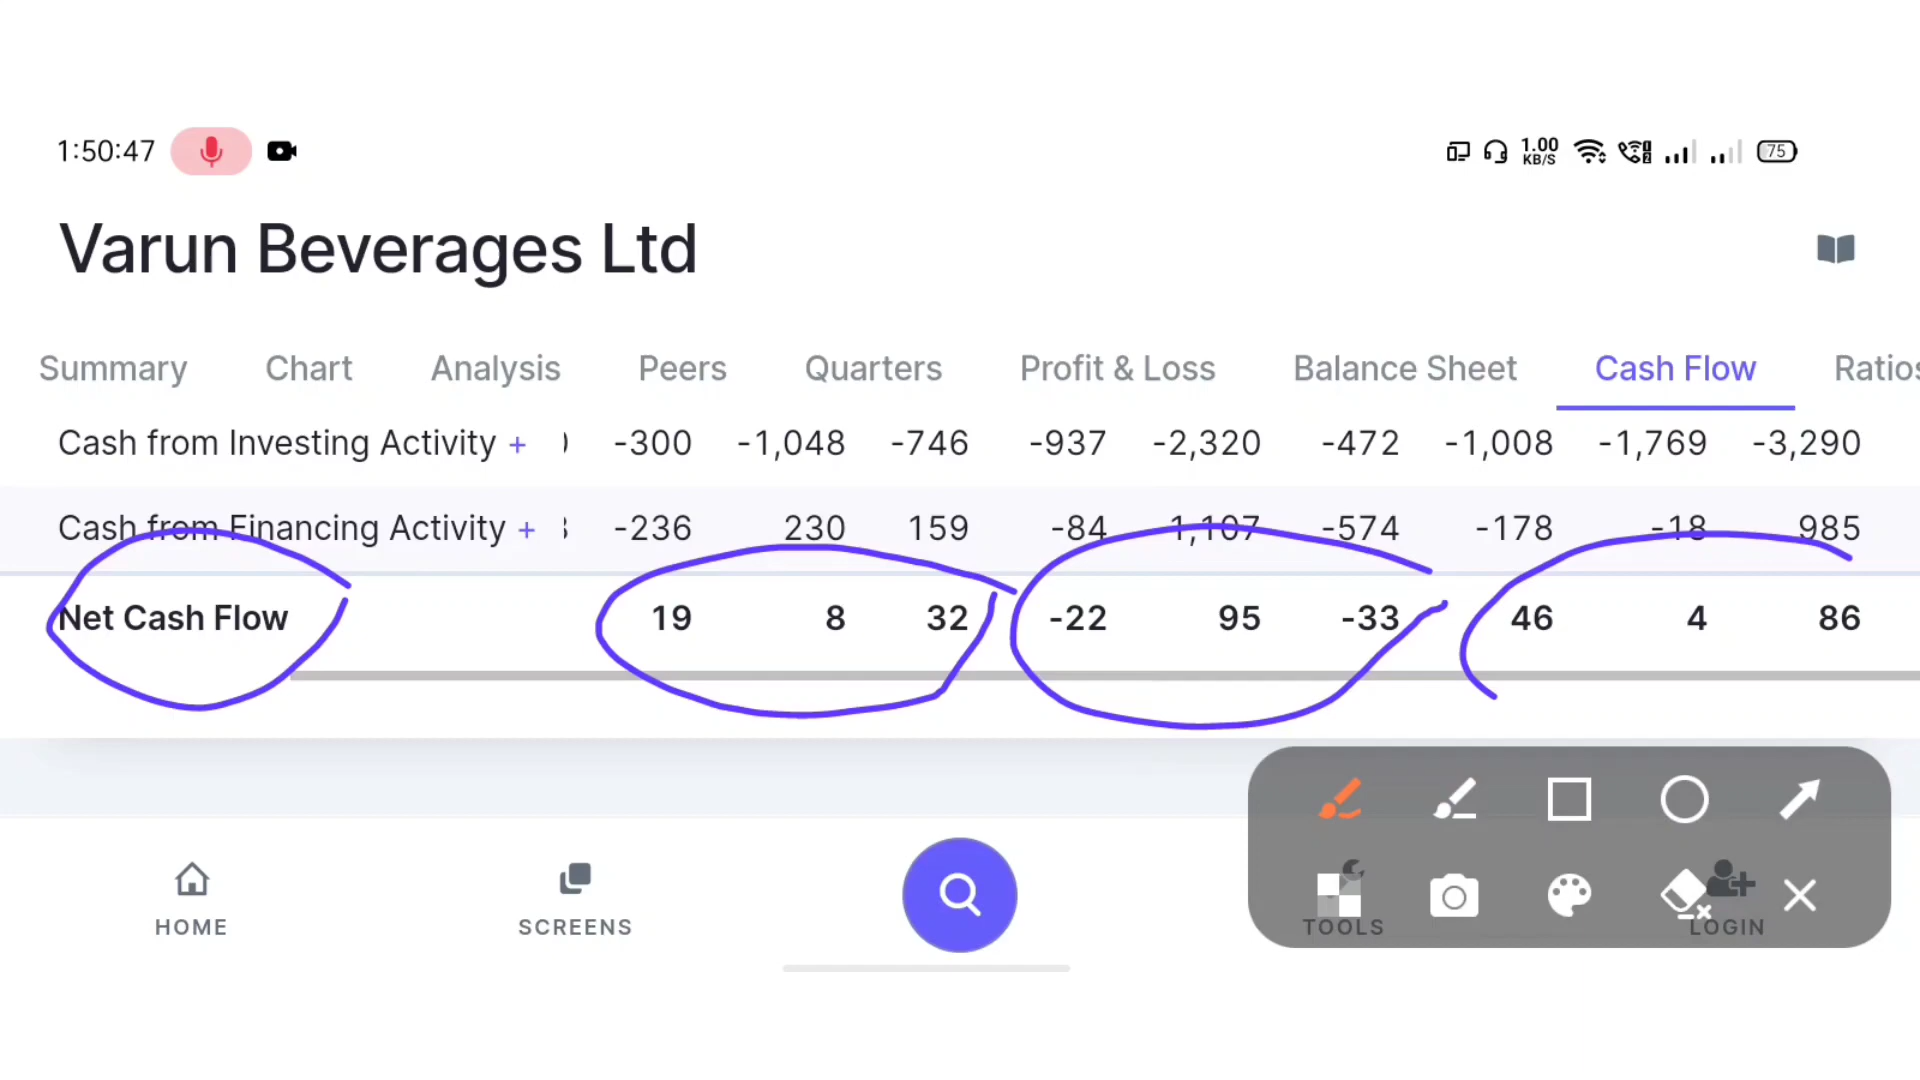 1:50:47 1.00 KB/S 75
Varun Beverages Ltd
Summary Chart Analysis Peers Quarters Profit & Loss Balance Sheet Cash Flow Ratios
Cash from Investing Activity + -300 -1,048 -746 -937 -2,320 -472 -1,008 -1,769 -3,290
Cash from Financing Activity + -236 230 159 -84 1,107 -574 -178 -18 985
Net Cash Flow 19 8 32 -22 95 -33 46 4 86
HOME SCREENS TOOLS LOGIN